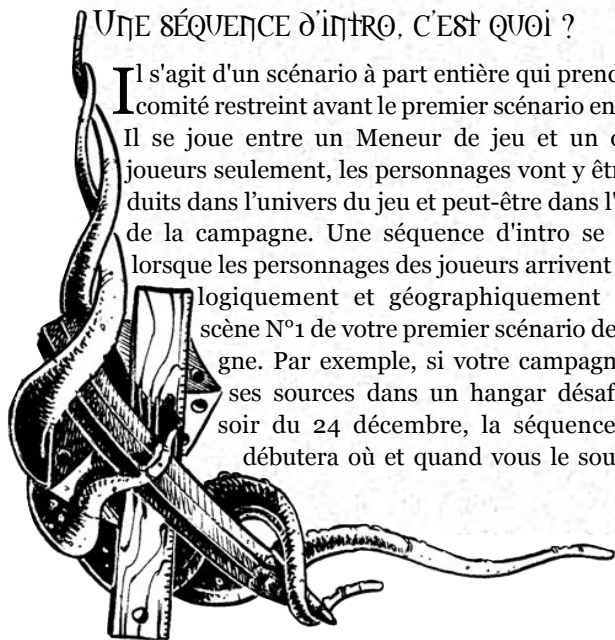 UNE SÉQUENCE D'INTRO, C'EST QUOI ?
Il s'agit d'un scénario à part entière qui prend
comité restreint avant le premier scénario en
Il se joue entre un Meneur de jeu et un
joueurs seulement, les personnages vont y êtr
duits dans l’univers du jeu et peut-être dans l'
de la campagne. Une séquence d'intro se
lorsque les personnages des joueurs arrivent
logiquement et géographiquement
scène N°1 de votre premier scénario de
gne. Par exemple, si votre campagn
ses sources dans un hangar désaf
soir du 24 décembre, la séquence
débutera où et quand vous le sou